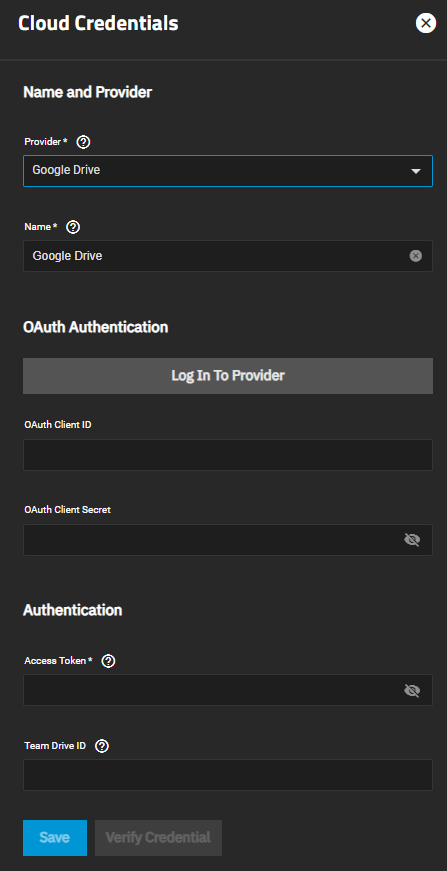 Cloud Credentials
Name and Provider
Provider *
Google Drive
Name *
Google Drive
OAuth Authentication
Log In To Provider
OAuth Client ID
OAuth Client Secret
Authentication
Access Token *
Team Drive ID
Save
Verify Credential